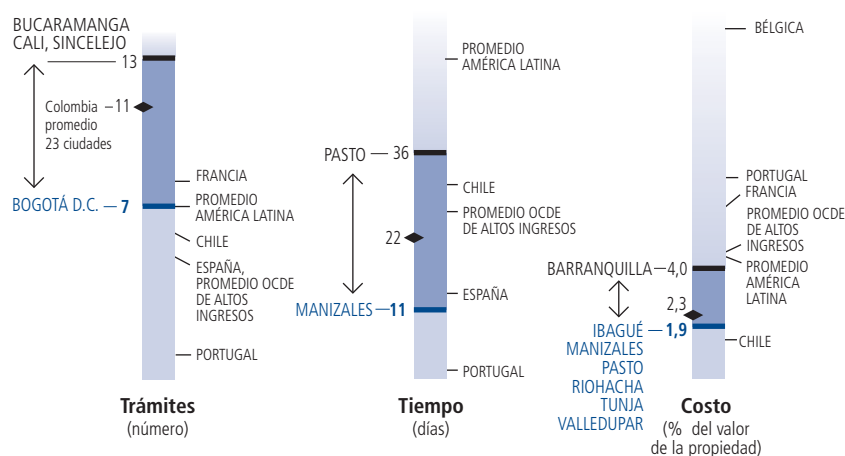 BUCARAMANGA
CALI, SINCELEJO
13
Colombia
promedio
23 ciudades
11
FRANCIA
BOGOTÁ D.C.
7
PROMEDIO
AMÉRICA LATINA
CHILE
ESPAÑA,
PROMEDIO OCDE
DE ALTOS
INGRESOS
PORTUGAL
Trámites
(número)
PROMEDIO
AMÉRICA LATINA
PASTO
36
CHILE
PROMEDIO OCDE
DE ALTOS INGRESOS
22
ESPAÑA
MANIZALES
11
PORTUGAL
Tiempo
(días)
BÉLGICA
PORTUGAL
FRANCIA
PROMEDIO OCDE
DE ALTOS
INGRESOS
BARRANQUILLA
4,0
PROMEDIO
AMÉRICA
LATINA
2,3
IBAGUÉ
1,9
MANIZALES
PASTO
RIOHACHA
TUNJA
VALLEDUPAR
CHILE
Costo
(% del valor
de la propiedad)